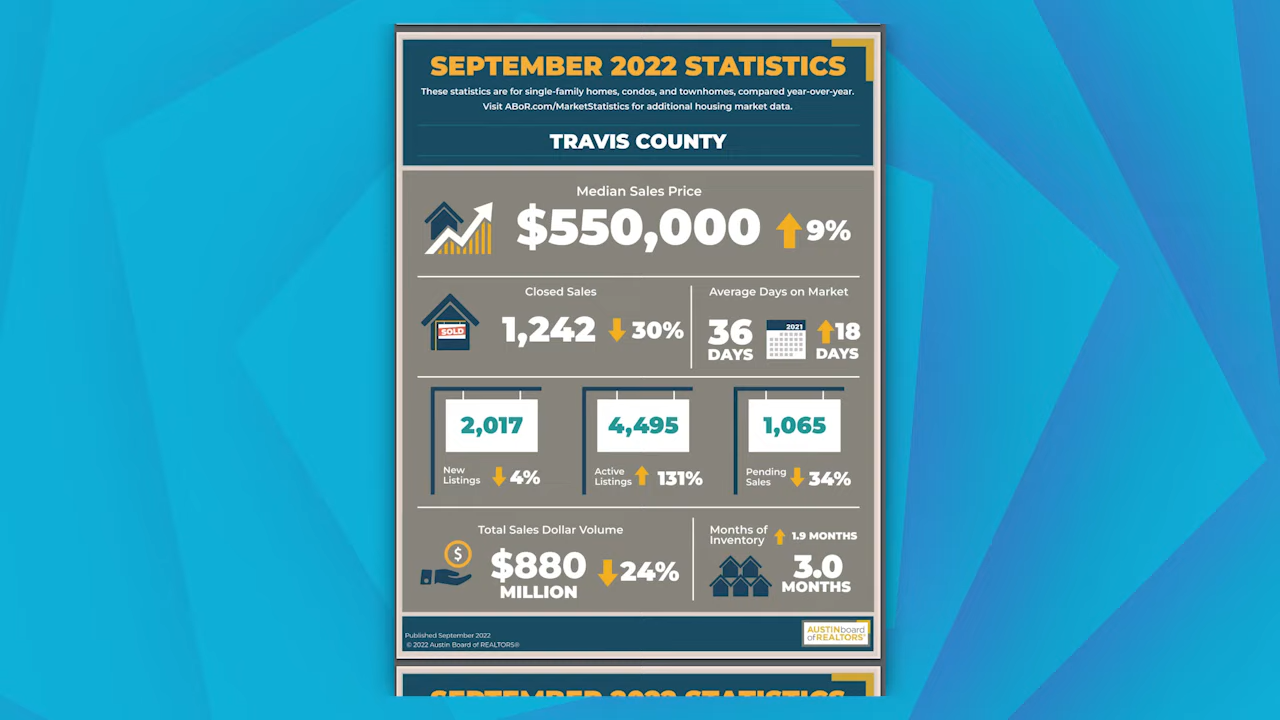 SEPTEMBER 2022 STATISTICS
These statistics are for single-family homes, condos, and townhomes, compared year-over-year.
Visit ABoR.com/MarketStatistics for additional housing market data.
TRAVIS COUNTY
Median Sales Price
$550,000 9%
Closed Sales
SOLD
1,242 30%
Average Days on Market
36
DAYS
2021
18
DAYS
2,017
New
Listings
4%
4,495
Active
Listings
131%
1,065
Pending
Sales
34%
Total Sales Dollar Volume
$
$880
MILLION
24%
Months of
Inventory
1.9 MONTHS
3.0
MONTHS
Published September 2022
© 2022 Austin Board of REALTORS®
AUSTINboard
of REALTORS®
SEPTEMBER 2022 STATISTICS